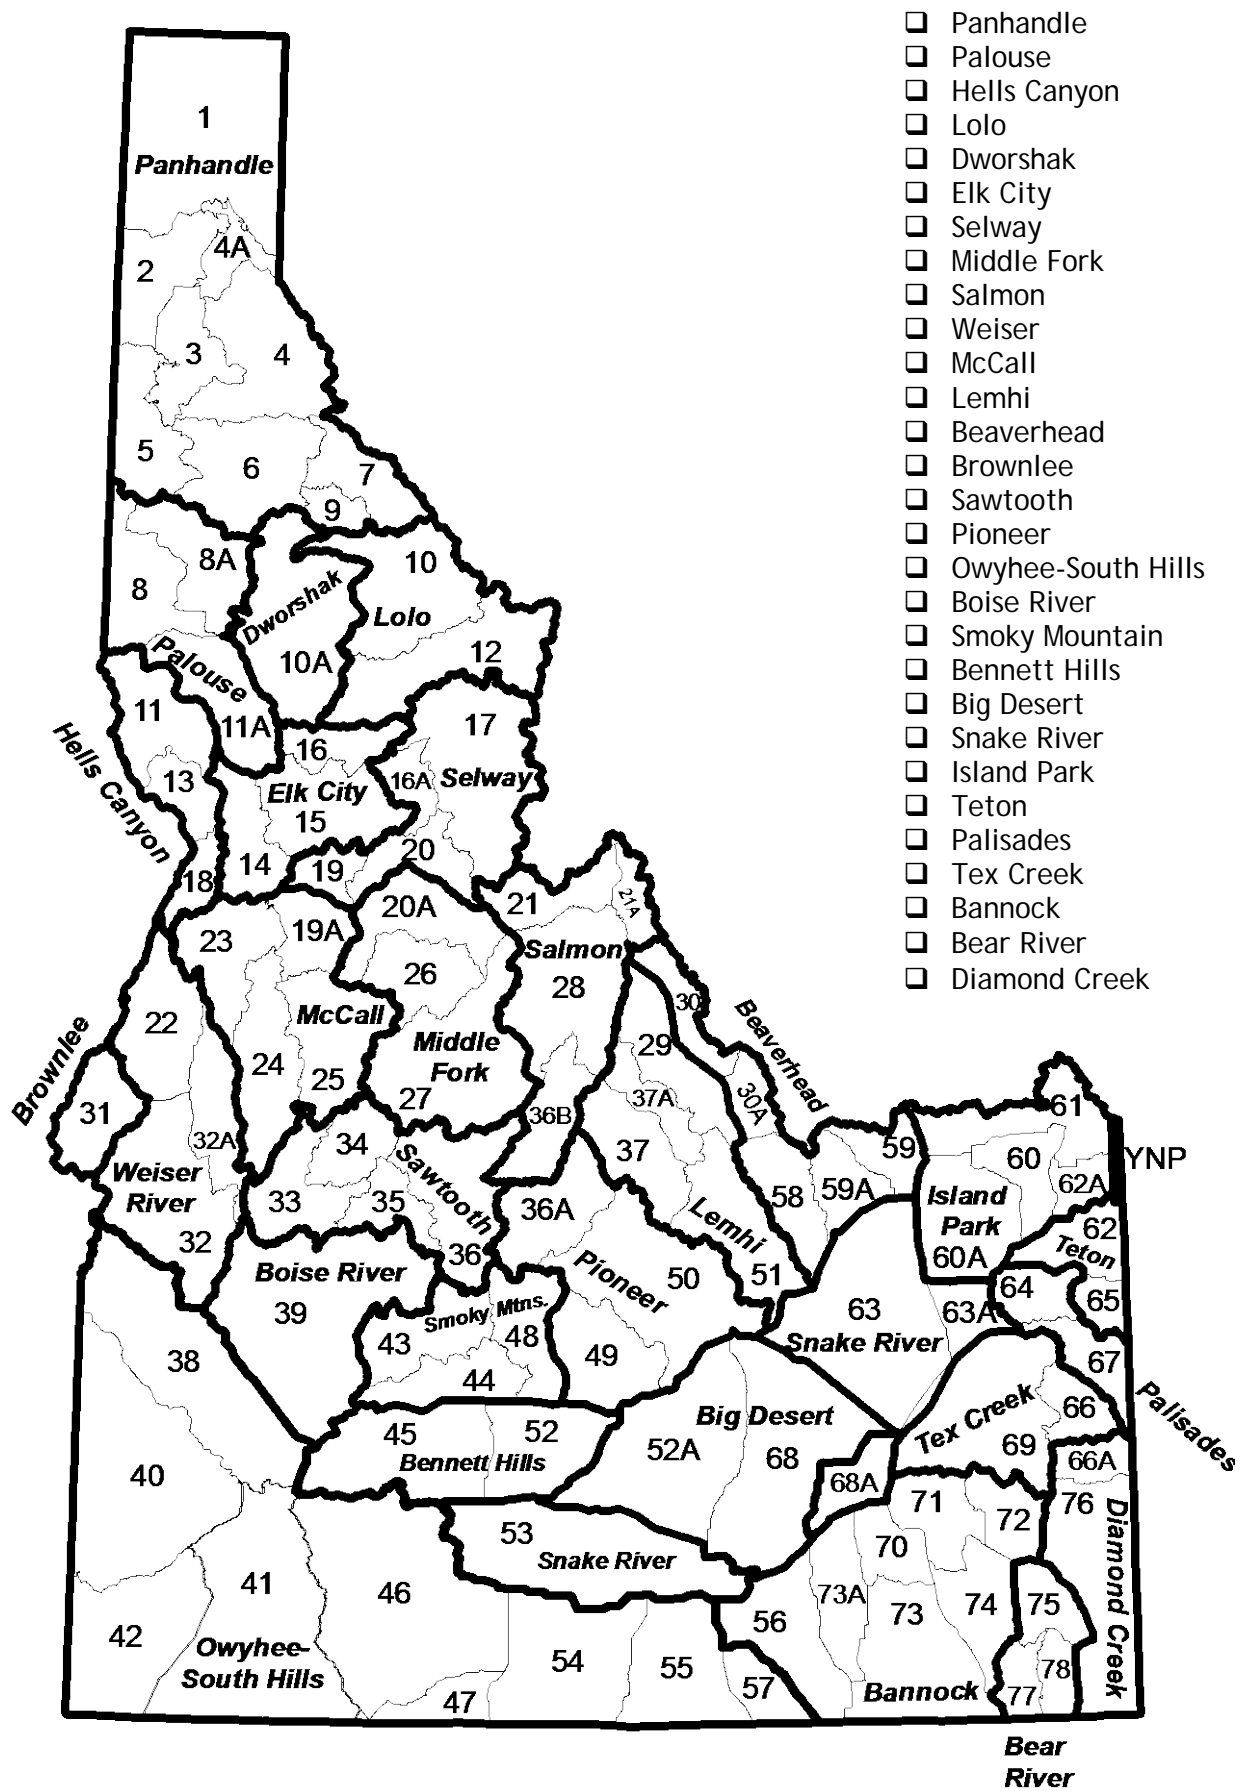 ❑ Panhandle
❑ Palouse
❑ Hells Canyon
❑ Lolo
❑ Dworshak
❑ Elk City
❑ Selway
❑ Middle Fork
❑ Salmon
❑ Weiser
❑ McCall
❑ Lemhi
❑ Beaverhead
❑ Brownlee
❑ Sawtooth
❑ Pioneer
❑ Owyhee-South Hills
❑ Boise River
❑ Smoky Mountain
❑ Bennett Hills
❑ Big Desert
❑ Snake River
❑ Island Park
❑ Teton
❑ Palisades
❑ Tex Creek
❑ Bannock
❑ Bear River
❑ Diamond Creek
1
Panhandle
4A
2
3
4
5
6
7
9
8A
8
10
Dworshak
Lolo
10A
12
Palouse
11
11A
17
16
Hells Canyon
13
16A
Selway
Elk City
15
14
20
19
18
21
21A
20A
19A
23
Salmon
26
28
30
22
McCall
Middle
Fork
29
Beaverhead
24
25
27
Brownlee
31
36B
37A
30A
61
32A
34
37
59
60
YNP
Weiser
River
Sawtooth
33
35
36A
58
59A
Island
Park
62A
32
36
Lemhi
62
Teton
60A
Boise River
39
Pioneer
50
51
64
65
Smoky Mtns.
43
48
63
63A
Snake River
38
49
67
44
Palisades
45
52
Bennett Hills
Big Desert
52A
68
Tex Creek
66
69
66A
40
68A
71
72
76
Diamond Creek
53
Snake River
70
41
46
73A
73
74
75
42
Owyhee-
South Hills
54
55
56
57
78
77
47
Bannock
Bear
River